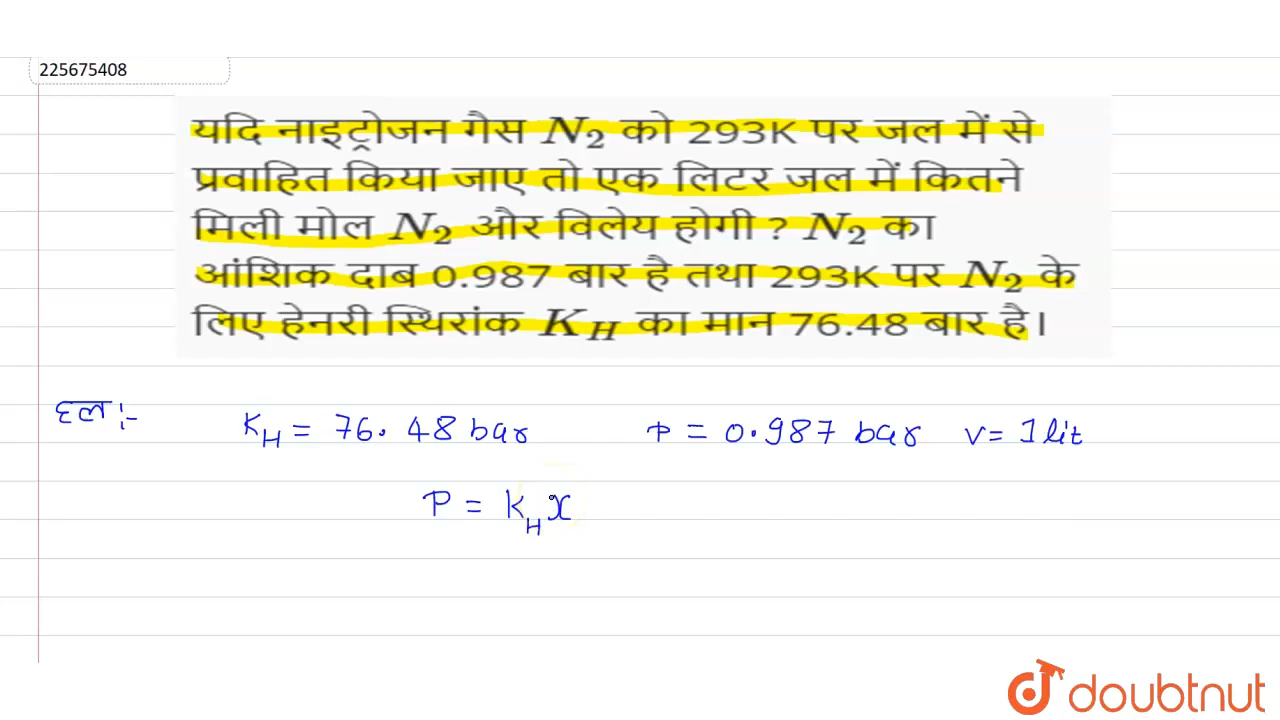 225675408
यदि नाइट्रोजन गैस N₂ को 293K पर जल में से
प्रवाहित किया जाए तो एक लिटर जल में कितने
मिली मोल N₂ और विलेय होगी ? N₂ का
आंशिक दाब 0.987 बार है तथा 293K पर N₂ के
लिए हेनरी स्थिरांक K_H का मान 76.48 बार है।
हल :-
K_H = 76.48 bar P = 0.987 bar V = 1 lit
P = K_H x
doubtnut